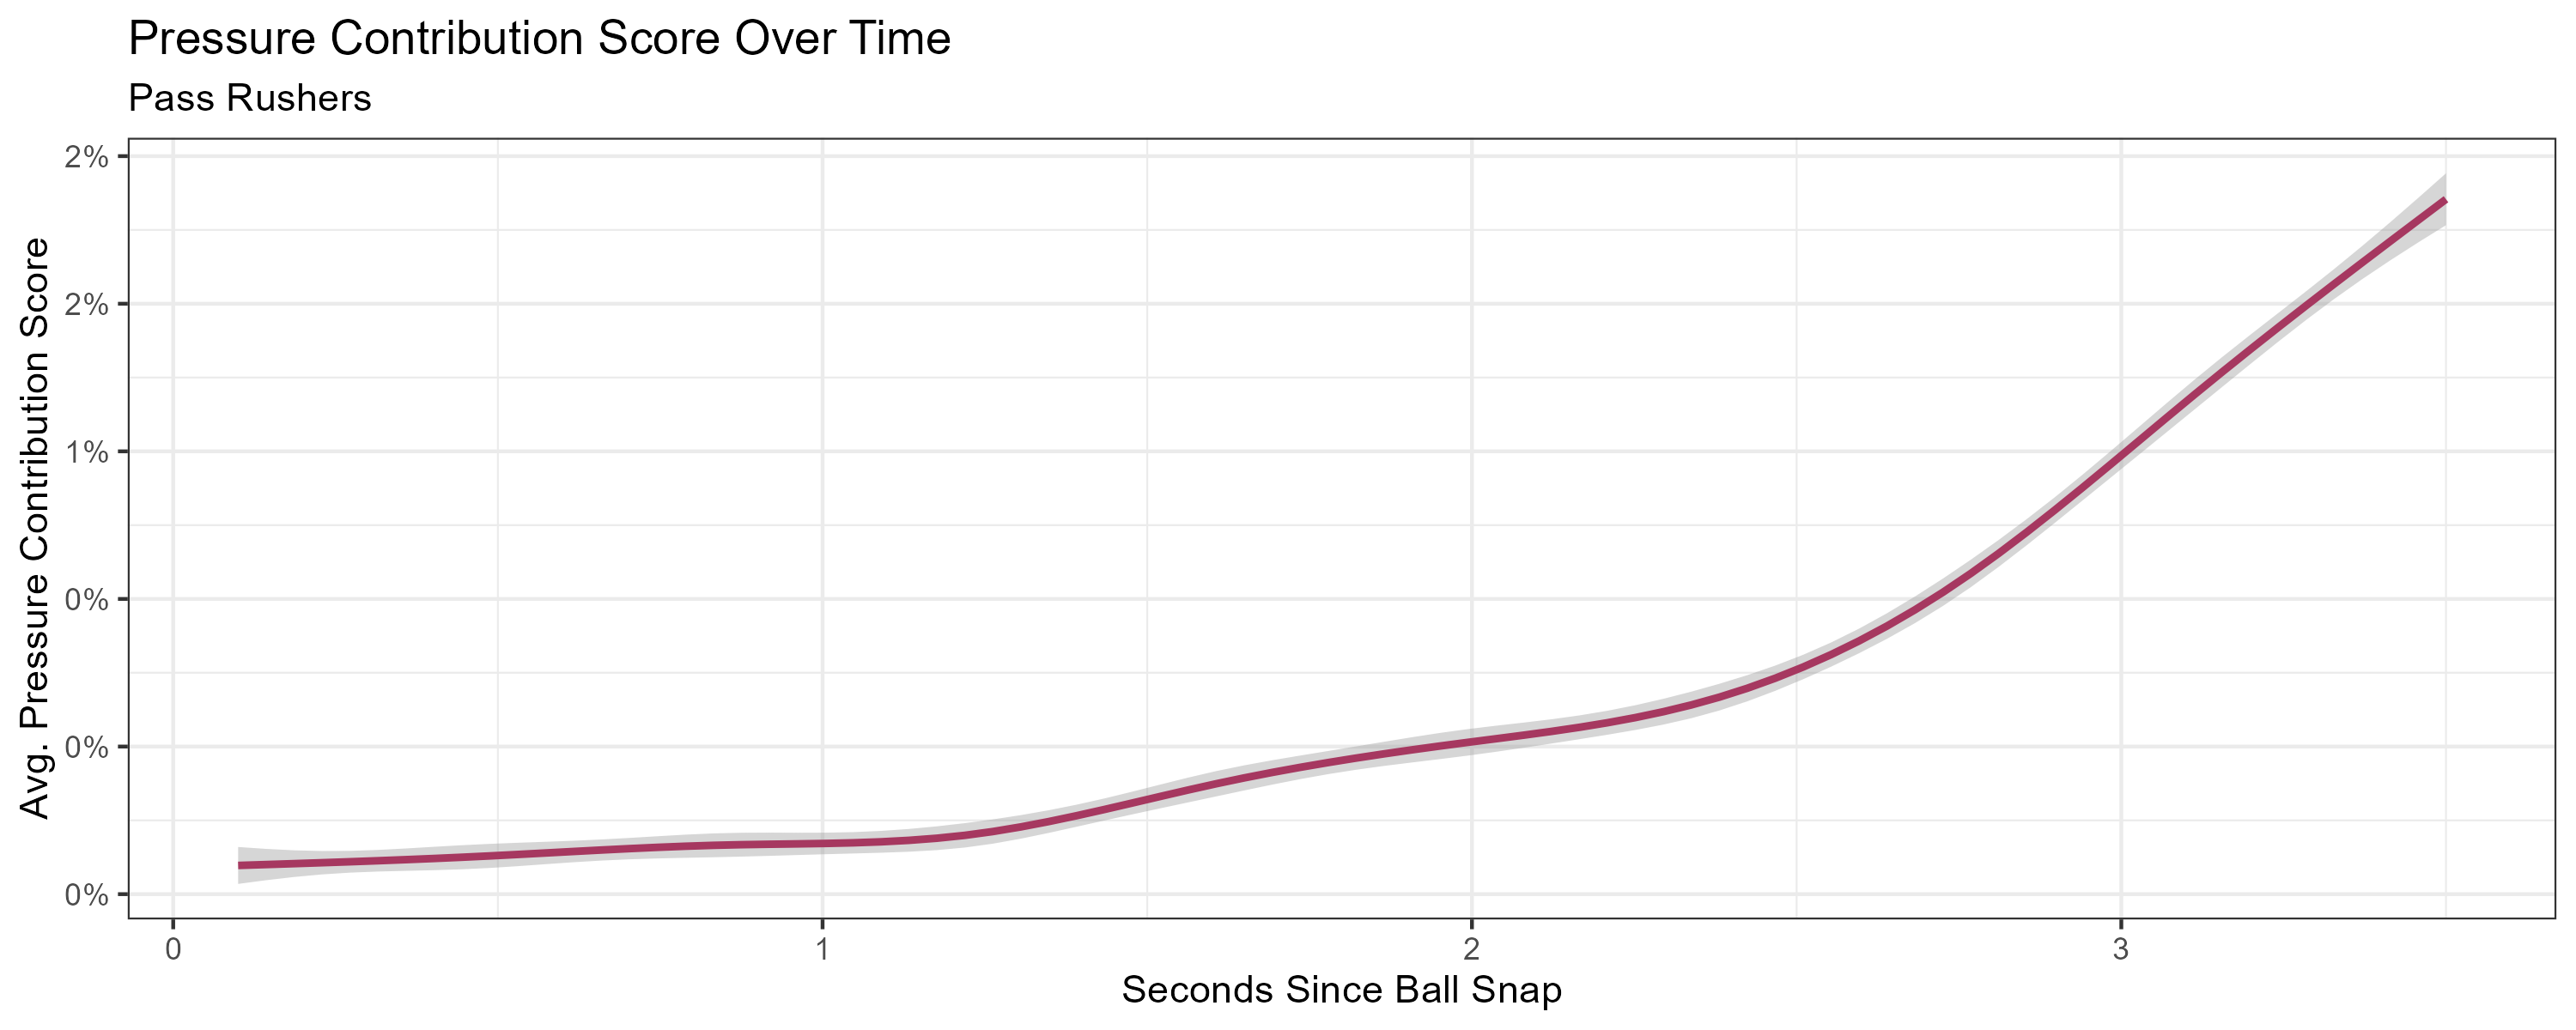 Pressure Contribution Score Over Time
Pass Rushers
Avg. Pressure Contribution Score
2%
2%
1%
0%
0%
0%
0
1
2
3
Seconds Since Ball Snap